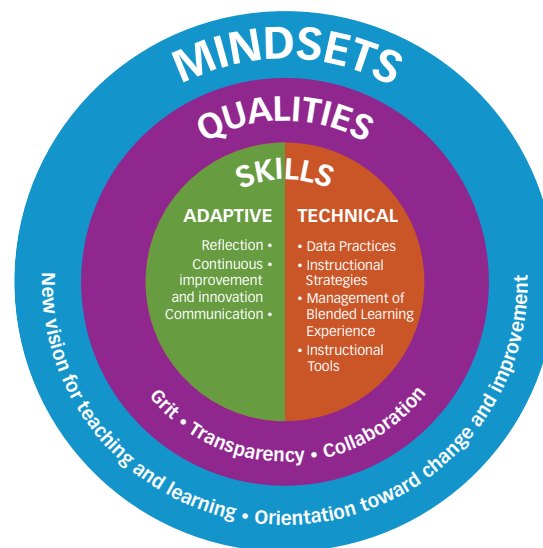 MINDSETS
QUALITIES
SKILLS
ADAPTIVE
Reflection •
Continuous •
improvement
and innovation
Communication •
TECHNICAL
• Data Practices
• Instructional
Strategies
• Management of
Blended Learning
Experience
• Instructional
Tools
Grit • Transparency • Collaboration
New vision for teaching and learning • Orientation toward change and improvement